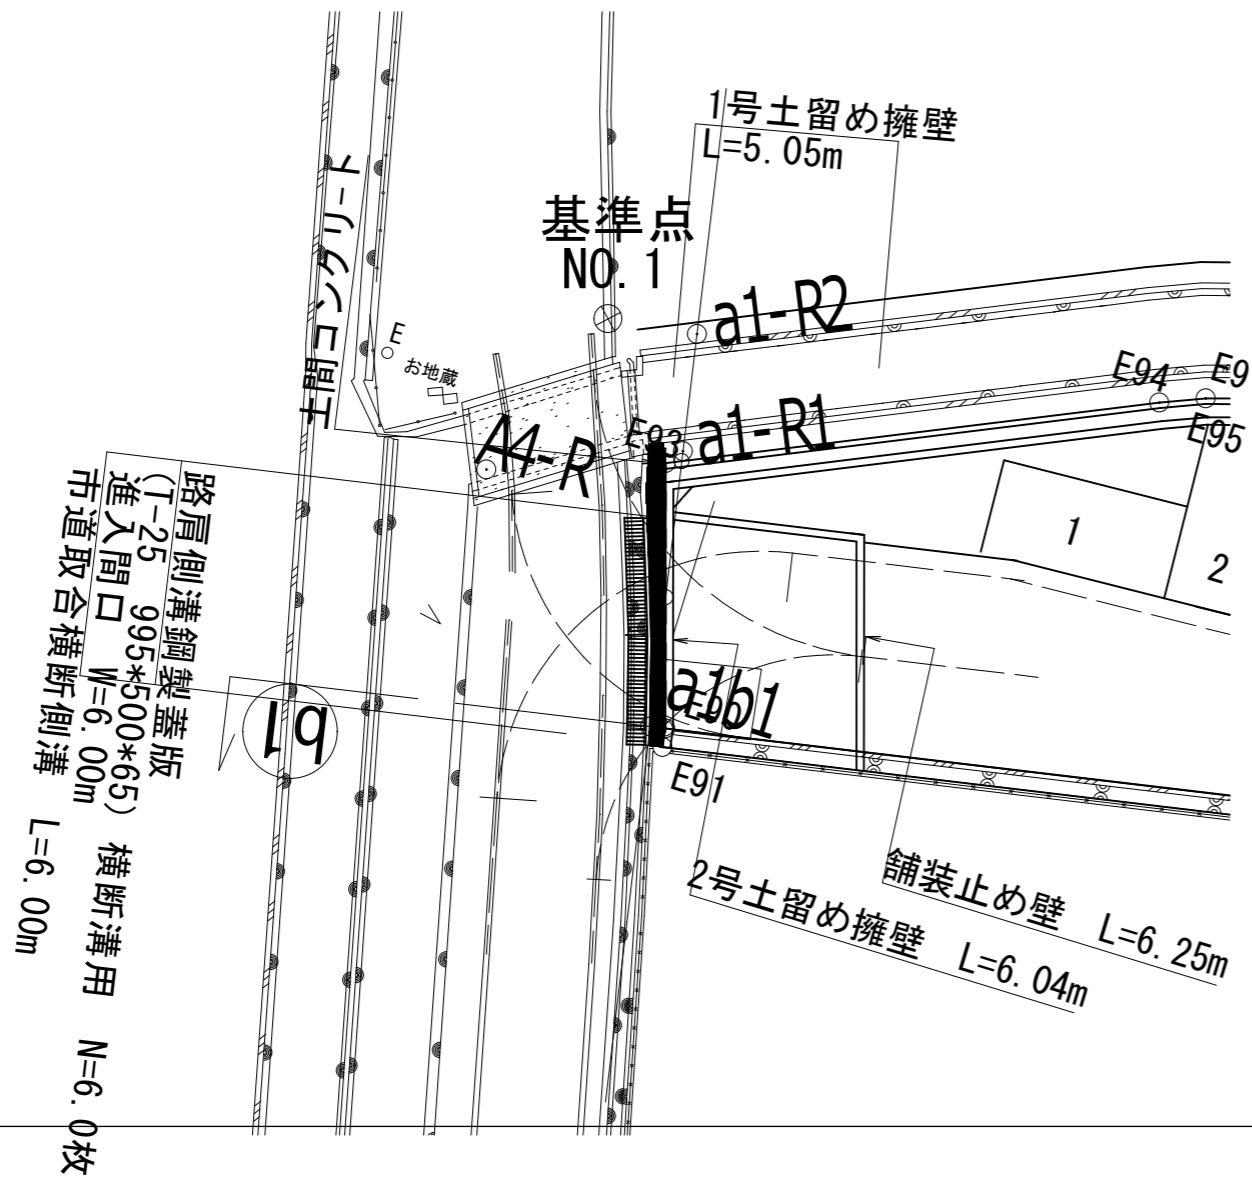 1号土留め擁壁
L=5.05m
基準点
NO.1
土間コンクリート
E
お地蔵
a1-R2
a1-R1
A4-R
E93
E94
E9
E95
1
2
路肩側溝鋼製蓋版
(T-25 995*500*65) 横断溝用 N=6.0枚
進入間口 W=6.00m
市道取合横断側溝 L=6.00m
b1
a1b1
E91
2号土留め擁壁 L=6.04m
舗装止め壁 L=6.25m